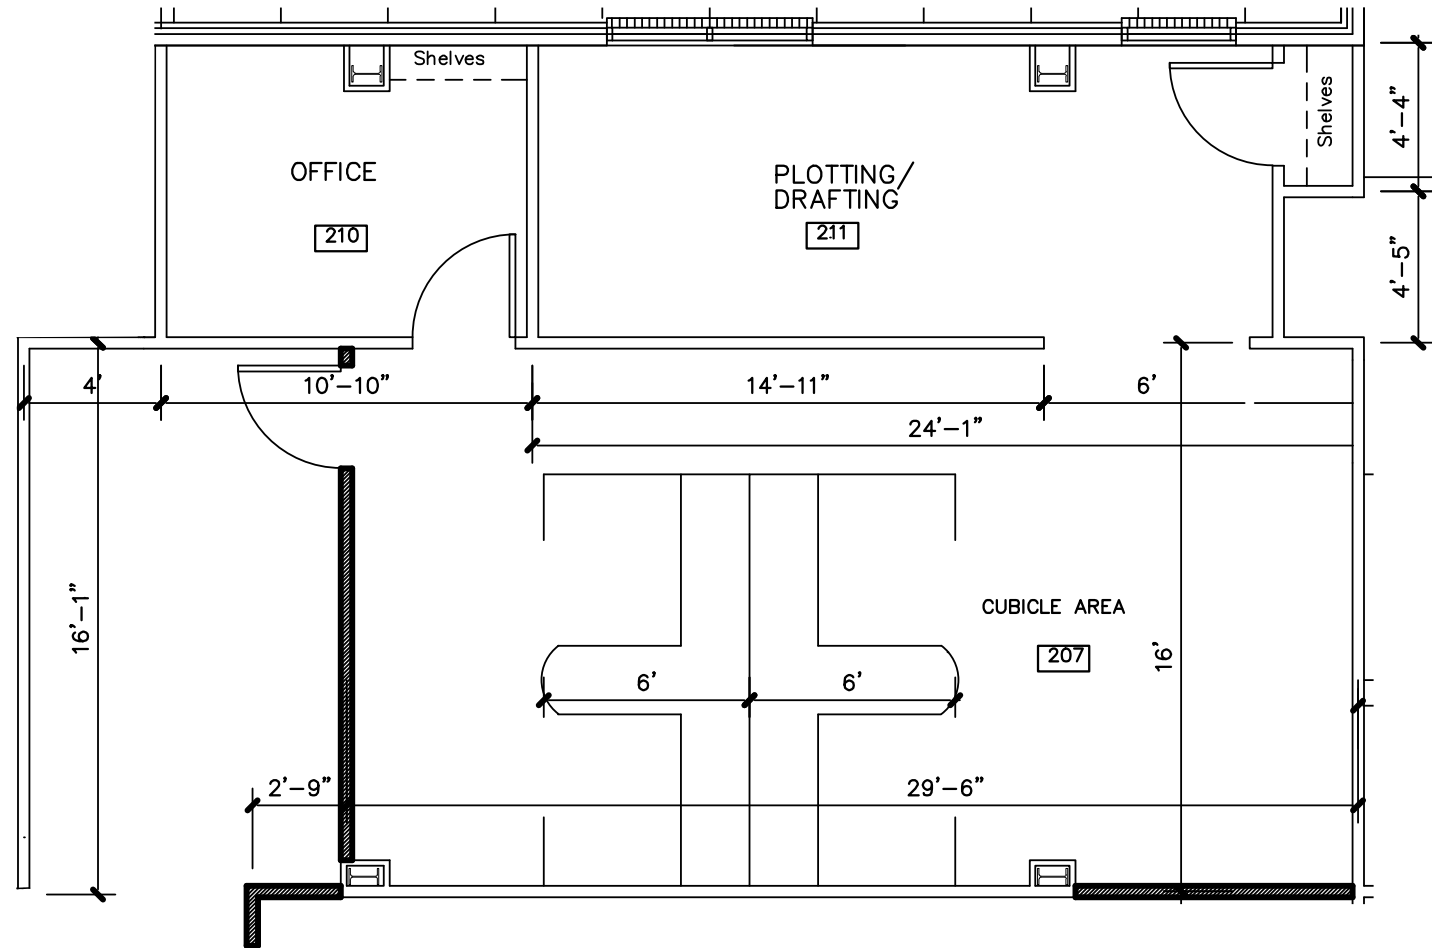 Shelves
Shelves
4'-4"
OFFICE
210
PLOTTING/
DRAFTING
211
4'-5"
4'
10'-10"
14'-11"
6'
24'-1"
16'-1"
CUBICLE AREA
207
16'
6'
6'
2'-9"
29'-6"